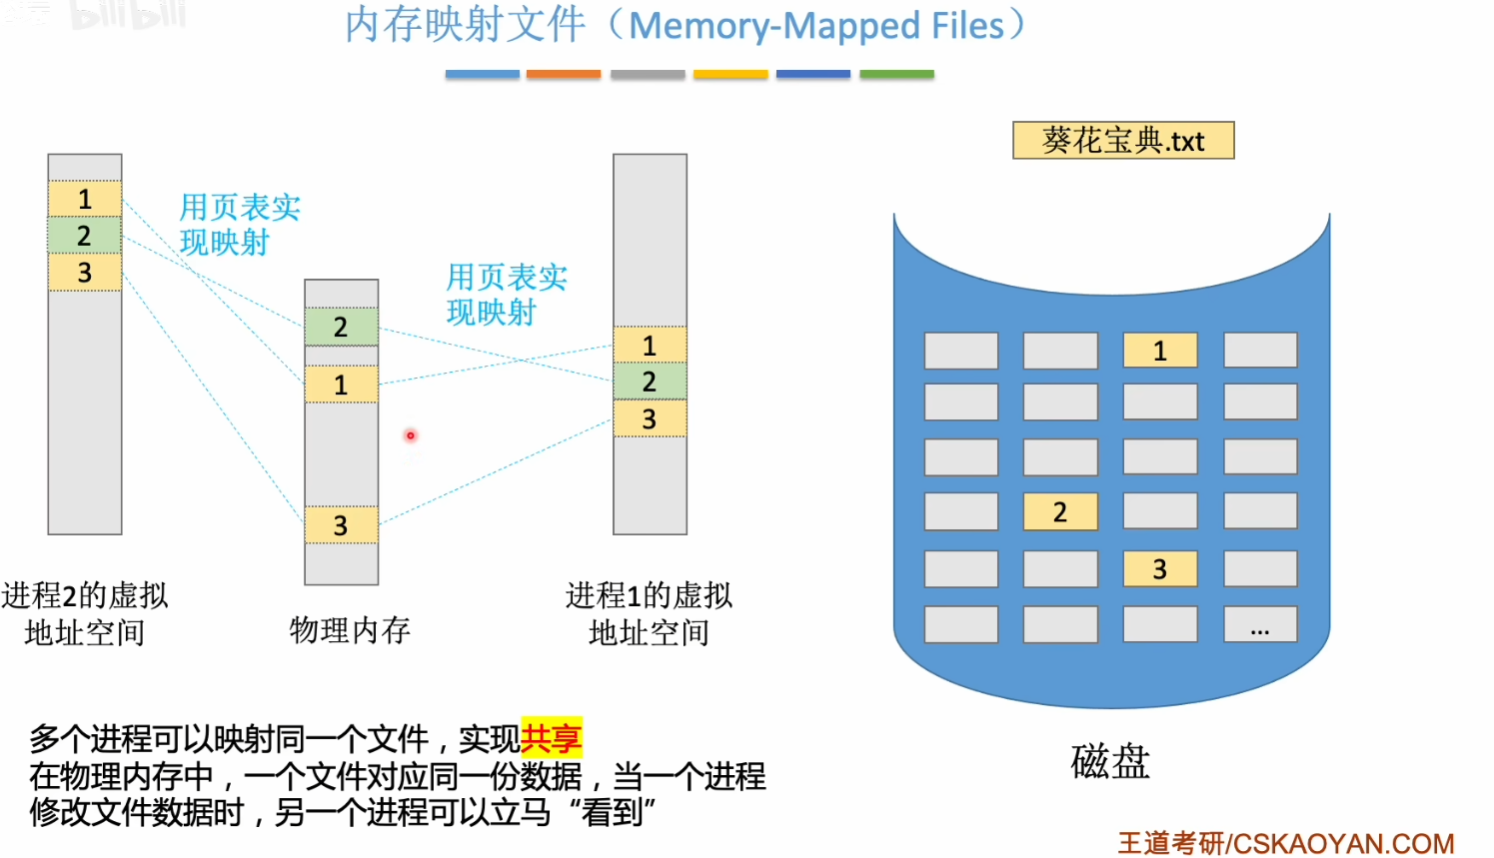 bilibili
内存映射文件（Memory-Mapped Files）
葵花宝典.txt
1
2
3
用页表实
现映射
2
1
3
用页表实
现映射
1
2
3
1
2
3
...
进程2的虚拟
地址空间
物理内存
进程1的虚拟
地址空间
磁盘
多个进程可以映射同一个文件，实现共享
在物理内存中，一个文件对应同一份数据，当一个进程
修改文件数据时，另一个进程可以立马“看到”
王道考研/CSKAOYAN.COM